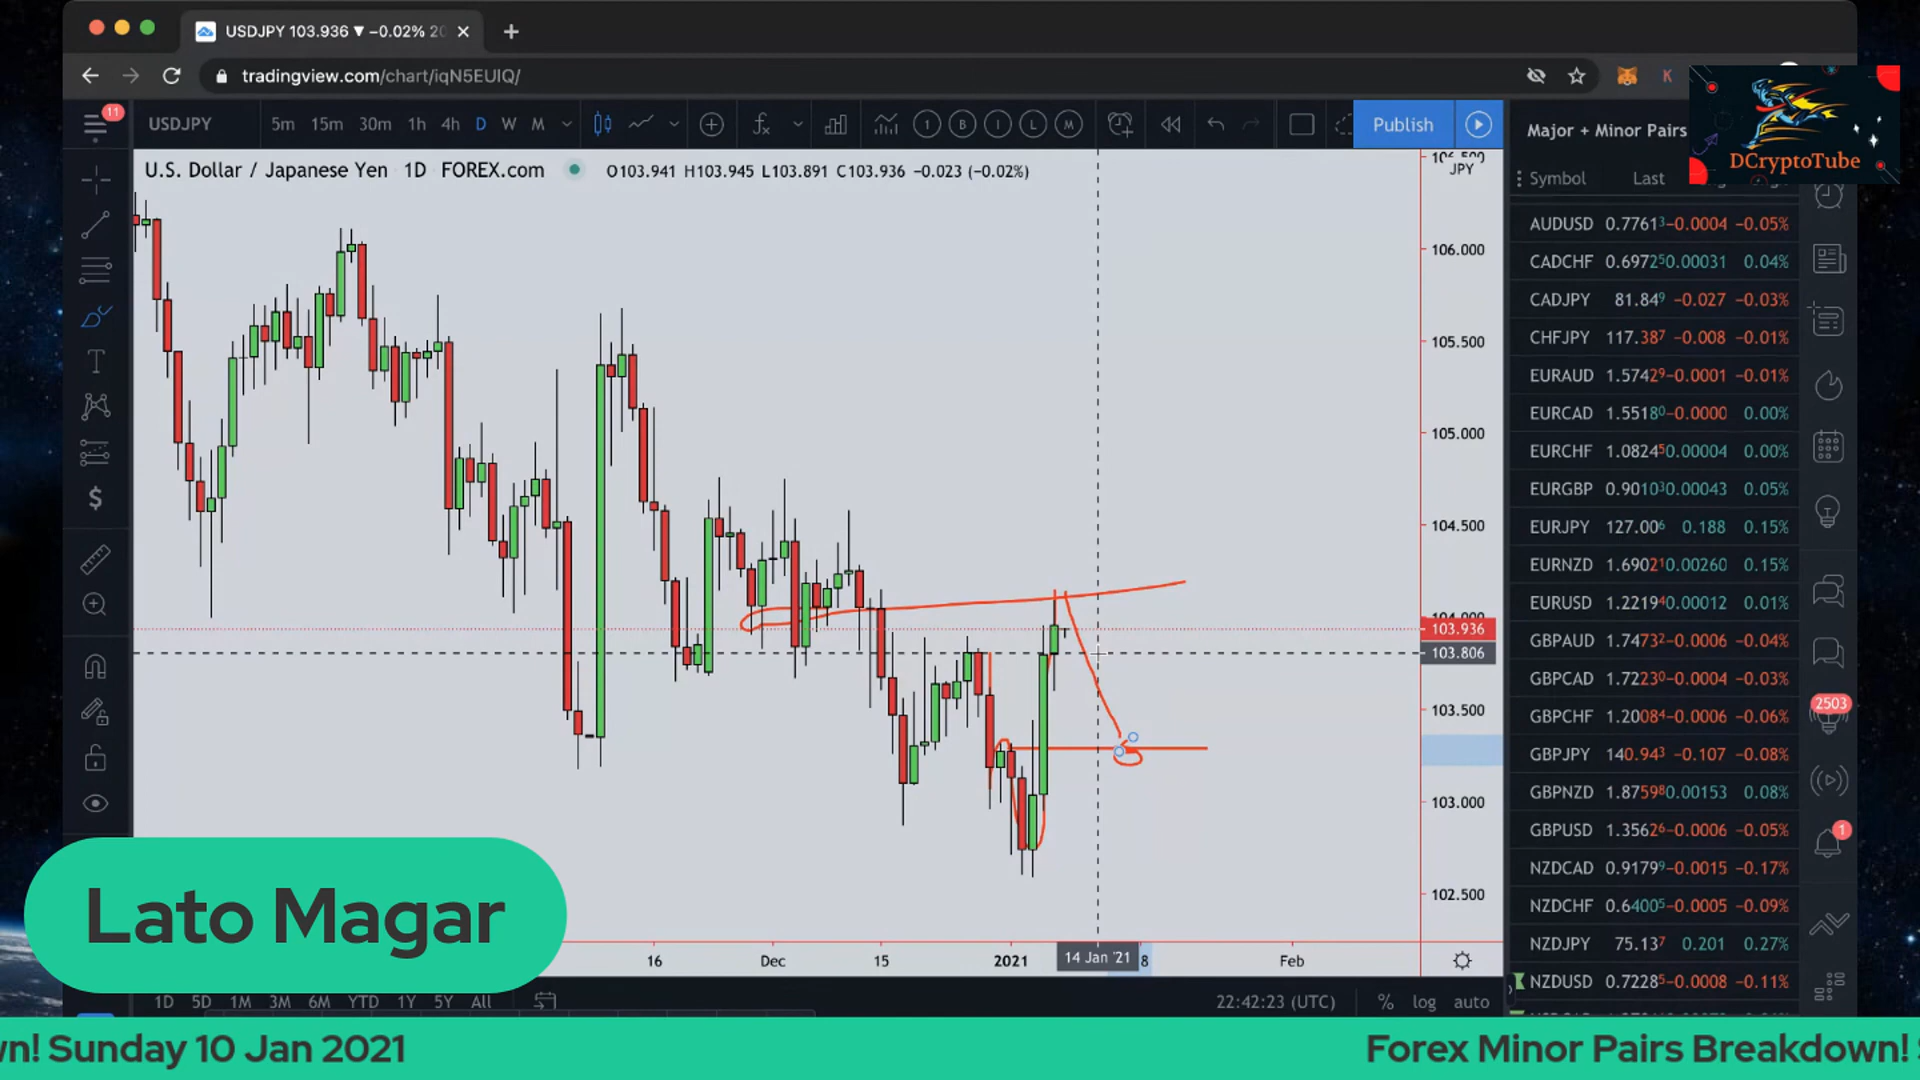 USDJPY 103.936 ▼ −0.02%
tradingview.com/chart/iqN5EUIQ/
11
USDJPY 5m 15m 30m 1h 4h D W M 1 B I L M Publish
U.S. Dollar / Japanese Yen 1D FOREX.com O103.941 H103.945 L103.891 C103.936 −0.023 (−0.02%)
JPY
106.000
105.500
105.000
104.500
103.936
103.806
103.500
103.000
102.500
Major + Minor Pairs
DCryptoTube
Symbol Last
AUDUSD 0.77613 −0.0004 −0.05%
CADCHF 0.69725 0.00031 0.04%
CADJPY 81.849 −0.027 −0.03%
CHFJPY 117.387 −0.008 −0.01%
EURAUD 1.57429 −0.0001 −0.01%
EURCAD 1.55180 −0.0000 0.00%
EURCHF 1.08245 0.00004 0.00%
EURGBP 0.90103 0.00043 0.05%
EURJPY 127.006 0.188 0.15%
EURNZD 1.69021 0.00260 0.15%
EURUSD 1.22194 0.00012 0.01%
GBPAUD 1.74732 −0.0006 −0.04%
GBPCAD 1.72230 −0.0004 −0.03%
GBPCHF 1.20084 −0.0006 −0.06%
GBPJPY 140.943 −0.107 −0.08%
GBPNZD 1.87598 0.00153 0.08%
GBPUSD 1.35626 −0.0006 −0.05%
NZDCAD 0.91799 −0.0015 −0.17%
NZDCHF 0.64005 −0.0005 −0.09%
NZDJPY 75.137 0.201 0.27%
NZDUSD 0.72285 −0.0008 −0.11%
2503
1
16 Dec 15 2021 14 Jan '21 8 Feb
1D 5D 1M 3M 6M YTD 1Y 5Y All 22:42:23 (UTC) % log auto
Lato Magar
wn! Sunday 10 Jan 2021 Forex Minor Pairs Breakdown!